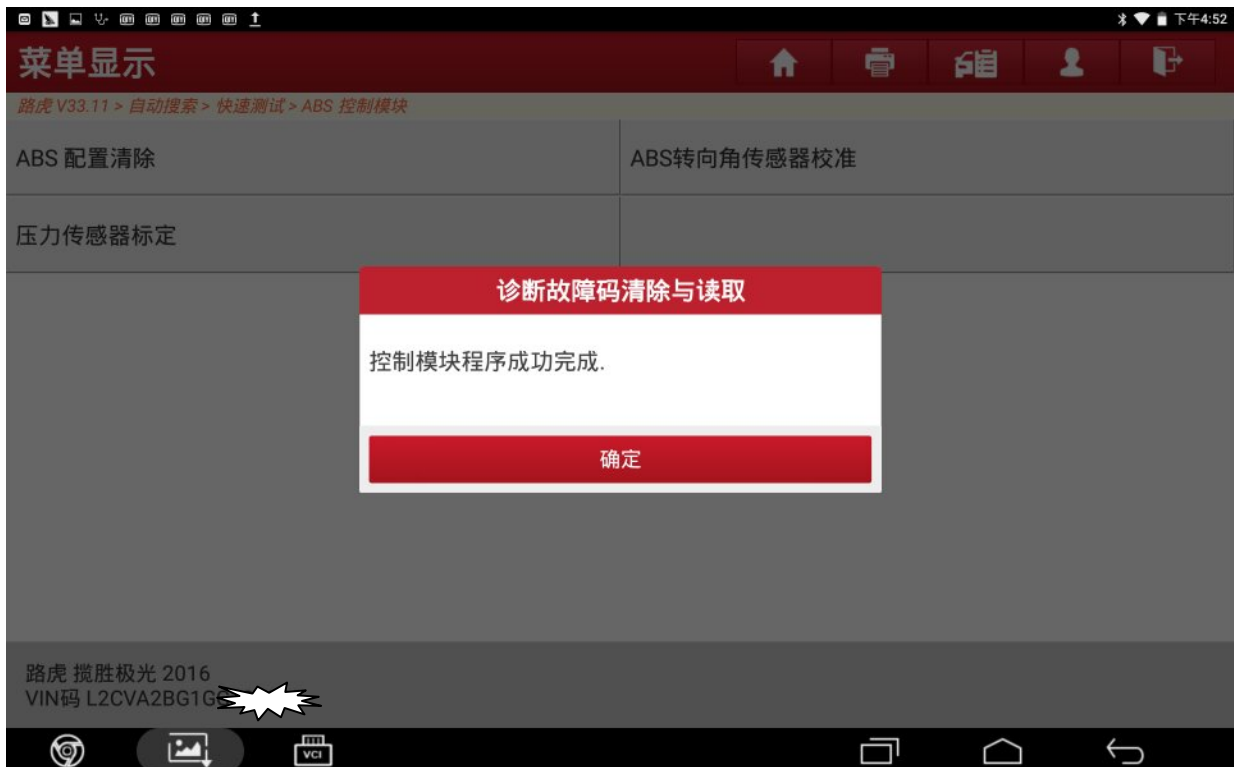 下午4:52
菜单显示
路虎 V33.11 > 自动搜索 > 快速测试 > ABS 控制模块
ABS 配置清除
ABS转向角传感器校准
压力传感器标定
诊断故障码清除与读取
控制模块程序成功完成.
确定
路虎 揽胜极光 2016
VIN码 L2CVA2BG1G
VCI